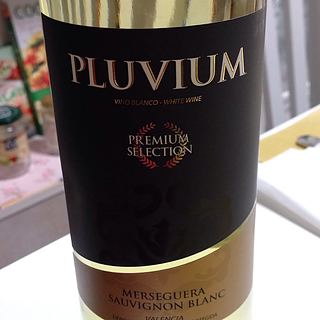 PLUVIUM
VINO BLANCO - WHITE WINE
PREMIUM
SELECTION
MERSEGUERA
SAUVIGNON BLANC
VALENCIA